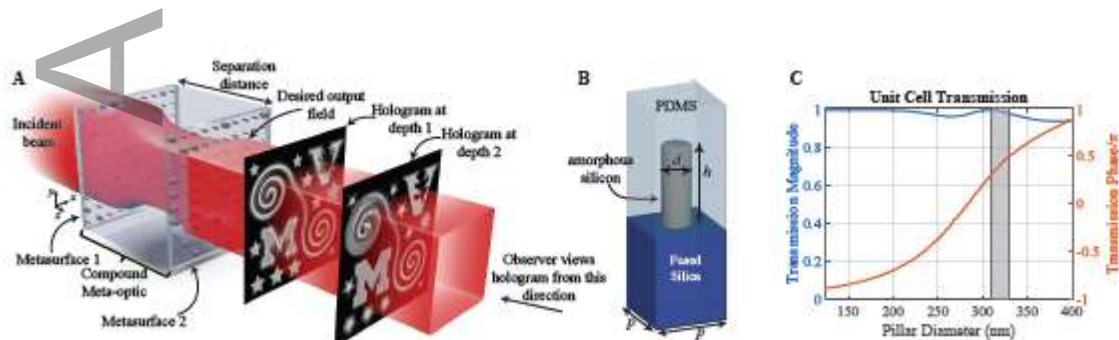 A
A
Separation
distance
Desired output
field
Hologram at
depth 1
Hologram at
depth 2
Incident
beam
y
x
z
Metasurface 1
Compound
Meta-optic
Metasurface 2
V
M
V
M
Observer views
hologram from this
direction
B
PDMS
amorphous
silicon
d
h
Fused
Silica
p
p
C
Unit Cell Transmission
Transmission Magnitude
1
0.8
0.6
0.4
0.2
0
150
200
250
300
350
400
Pillar Diameter (nm)
1
0.5
0
-0.5
-1
Transmission Phase/π